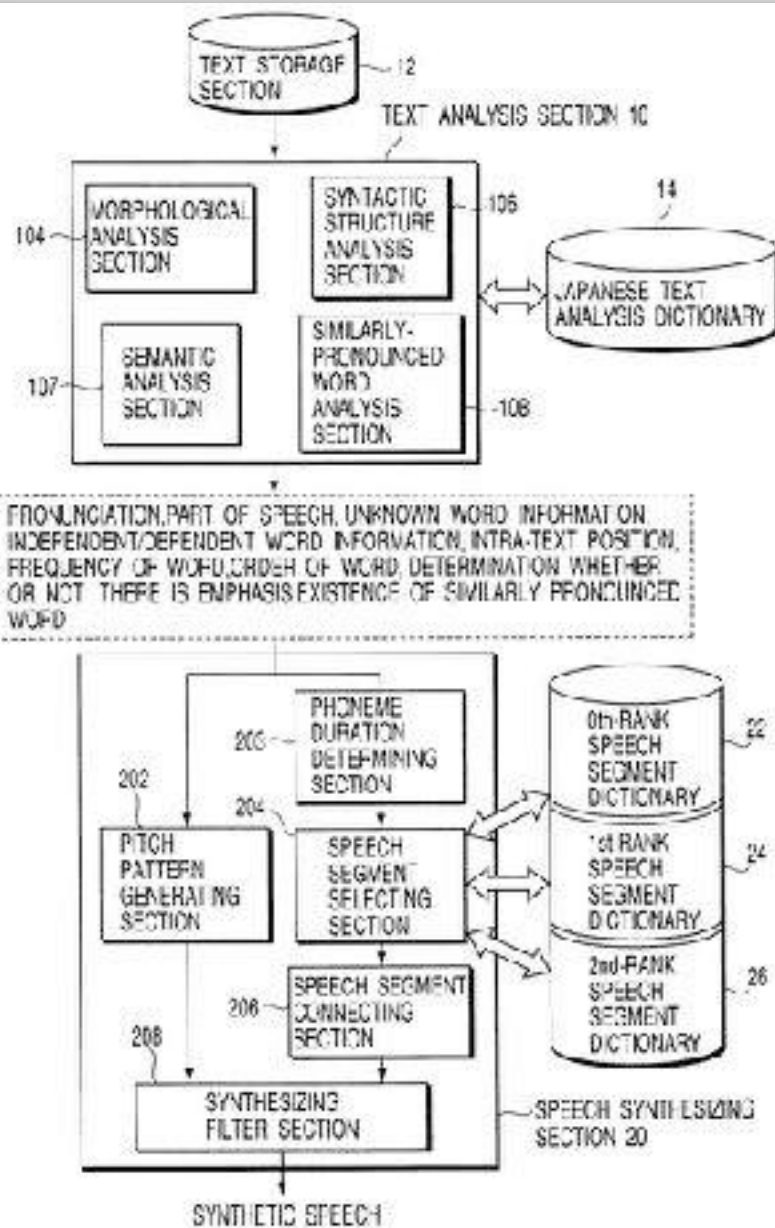 TEXT STORAGE
SECTION
12
TEXT ANALYSIS SECTION 10
MORPHOLOGICAL
ANALYSIS
SECTION
104
SYNTACTIC
STRUCTURE
ANALYSIS
SECTION
106
14
JAPANESE TEXT
ANALYSIS DICTIONARY
SEMANTIC
ANALYSIS
SECTION
107
SIMILARLY-
PRONOUNCED
WORD
ANALYSIS
SECTION
108
PRONUNCIATION, PART OF SPEECH, UNKNOWN WORD INFORMATION
INDEPENDENT/DEPENDENT WORD INFORMATION, INTRA-TEXT POSITION,
FREQUENCY OF WORD, ORDER OF WORD, DETERMINATION WHETHER
OR NOT THERE IS EMPHASIS, EXISTENCE OF SIMILARLY PRONOUNCED
WORD
203
PHONEME
DURATION
DETERMINING
SECTION
0th-RANK
SPEECH
SEGMENT
DICTIONARY
22
202
PITCH
PATTERN
GENERATING
SECTION
204
SPEECH
SEGMENT
SELECTING
SECTION
1st-RANK
SPEECH
SEGMENT
DICTIONARY
24
206
SPEECH SEGMENT
CONNECTING
SECTION
2nd-RANK
SPEECH
SEGMENT
DICTIONARY
26
208
SYNTHESIZING
FILTER SECTION
SPEECH SYNTHESIZING
SECTION 20
SYNTHETIC SPEECH